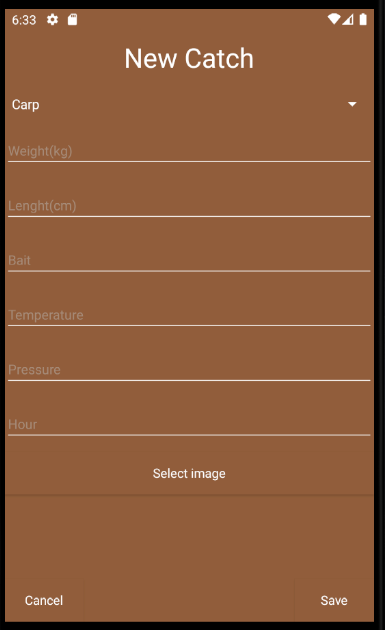 6:33
New Catch
Carp
Weight(kg)
Lenght(cm)
Bait
Temperature
Pressure
Hour
Select image
Cancel Save